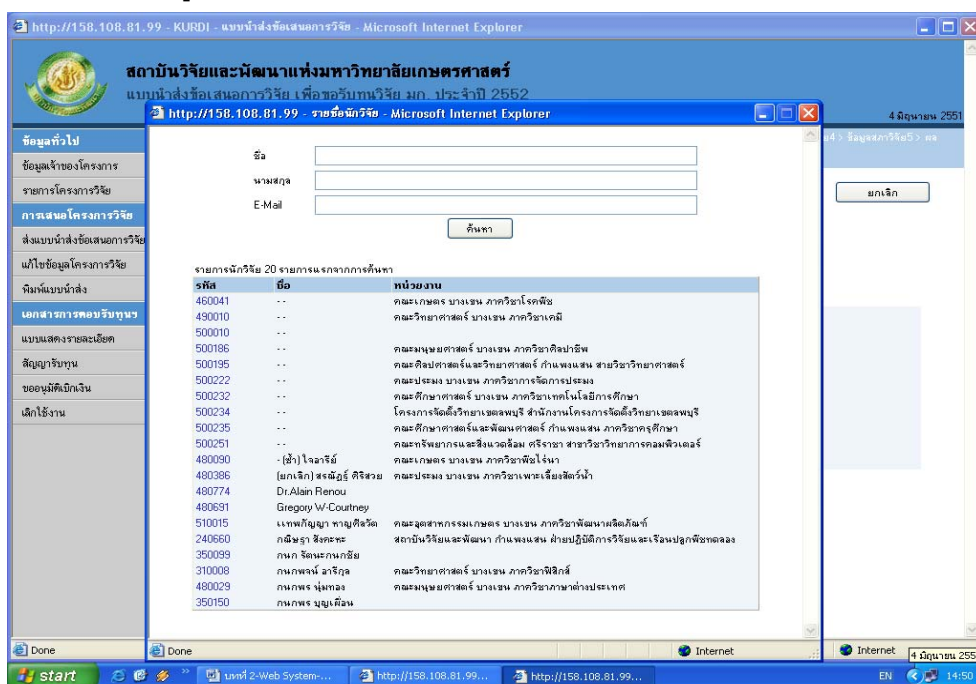 http://158.108.81.99 - KURDI - แบบนำส่งข้อเสนอการวิจัย - Microsoft Internet Explorer
สถาบันวิจัยและพัฒนาแห่งมหาวิทยาลัยเกษตรศาสตร์
แบบนำส่งข้อเสนอการวิจัย เพื่อขอรับทุนวิจัย มก. ประจำปี 2552
http://158.108.81.99 - รายชื่อนักวิจัย - Microsoft Internet Explorer
4 มิถุนายน 2551
ข้อมูลทั่วไป
ข้อมูลเจ้าของโครงการ
รายการโครงการวิจัย
การเสนอโครงการวิจัย
ส่งแบบนำส่งข้อเสนอการวิจัย
แก้ไขข้อมูลโครงการวิจัย
พิมพ์แบบนำส่ง
เอกสารการตอบรับทุนฯ
แบบแสดงรายละเอียด
สัญญารับทุน
ขออนุมัติเบิกเงิน
เลิกใช้งาน
4 > ข้อมูลสภาวิจัย5 > ผล
ยกเลิก
ชื่อ
นามสกุล
E-Mail
ค้นหา
รายการนักวิจัย 20 รายการแรกจากการค้นหา
รหัส ชื่อ หน่วยงาน
460041 - - คณะเกษตร บางเขน ภาควิชาโรคพืช
490010 - - คณะวิทยาศาสตร์ บางเขน ภาควิชาเคมี
500010 - -
500186 - - คณะมนุษยศาสตร์ บางเขน ภาควิชาศิลปาชีพ
500195 - - คณะศิลปศาสตร์และวิทยาศาสตร์ กำแพงแสน สายวิชาวิทยาศาสตร์
500222 - - คณะประมง บางเขน ภาควิชาการจัดการประมง
500232 - - คณะศึกษาศาสตร์ บางเขน ภาควิชาเทคโนโลยีการศึกษา
500234 - - โครงการจัดตั้งวิทยาเขตลพบุรี สำนักงานโครงการจัดตั้งวิทยาเขตลพบุรี
500235 - - คณะศึกษาศาสตร์และพัฒนศาสตร์ กำแพงแสน ภาควิชาครุศึกษา
500251 - - คณะทรัพยากรและสิ่งแวดล้อม ศรีราชา สาขาวิชาวิทยาการคอมพิวเตอร์
480090 - (ซ้ำ) ใจอารีย์ คณะเกษตร บางเขน ภาควิชาพืชไร่นา
480386 (ยกเลิก) สรณัฏฐ์ ศิริสวย คณะประมง บางเขน ภาควิชาเพาะเลี้ยงสัตว์น้ำ
480774 Dr.Alain Renou
480691 Gregory W-Courtney
510015 เเทพกัญญา หาญศีลวัต คณะอุตสาหกรรมเกษตร บางเขน ภาควิชาพัฒนาผลิตภัณฑ์
240660 กณิษฐา สังคะหะ สถาบันวิจัยและพัฒนา กำแพงแสน ฝ่ายปฏิบัติการวิจัยและเรือนปลูกพืชทดลอง
350099 กนก รัตนะกนกชัย
310008 กนกพจน์ อารีกุล คณะวิทยาศาสตร์ บางเขน ภาควิชาฟิสิกส์
480029 กนกพร นุ่มทอง คณะมนุษยศาสตร์ บางเขน ภาควิชาภาษาต่างประเทศ
350150 กนกพร บุญเผื่อน
Done
Done
Internet
Internet
4 มิถุนายน 255
start
บทที่ 2-Web System-...
http://158.108.81.99...
http://158.108.81.99...
EN
14:50